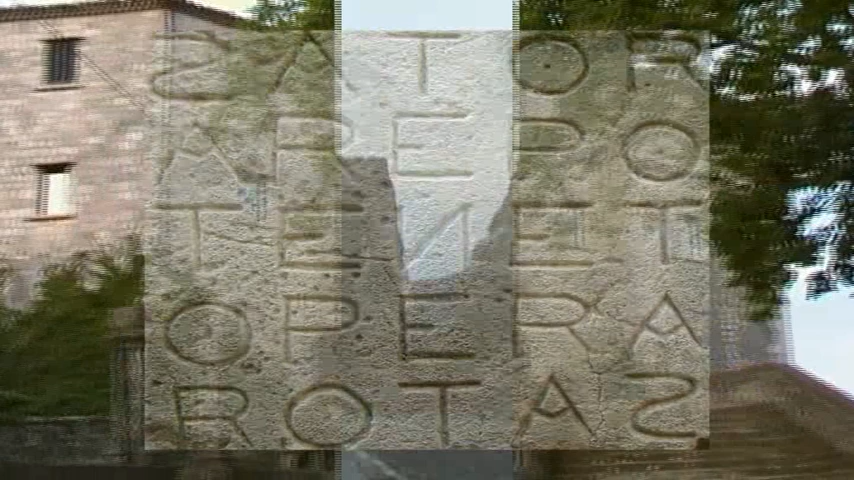 SATOR
AREPO
TENET
OPERA
ROTAS